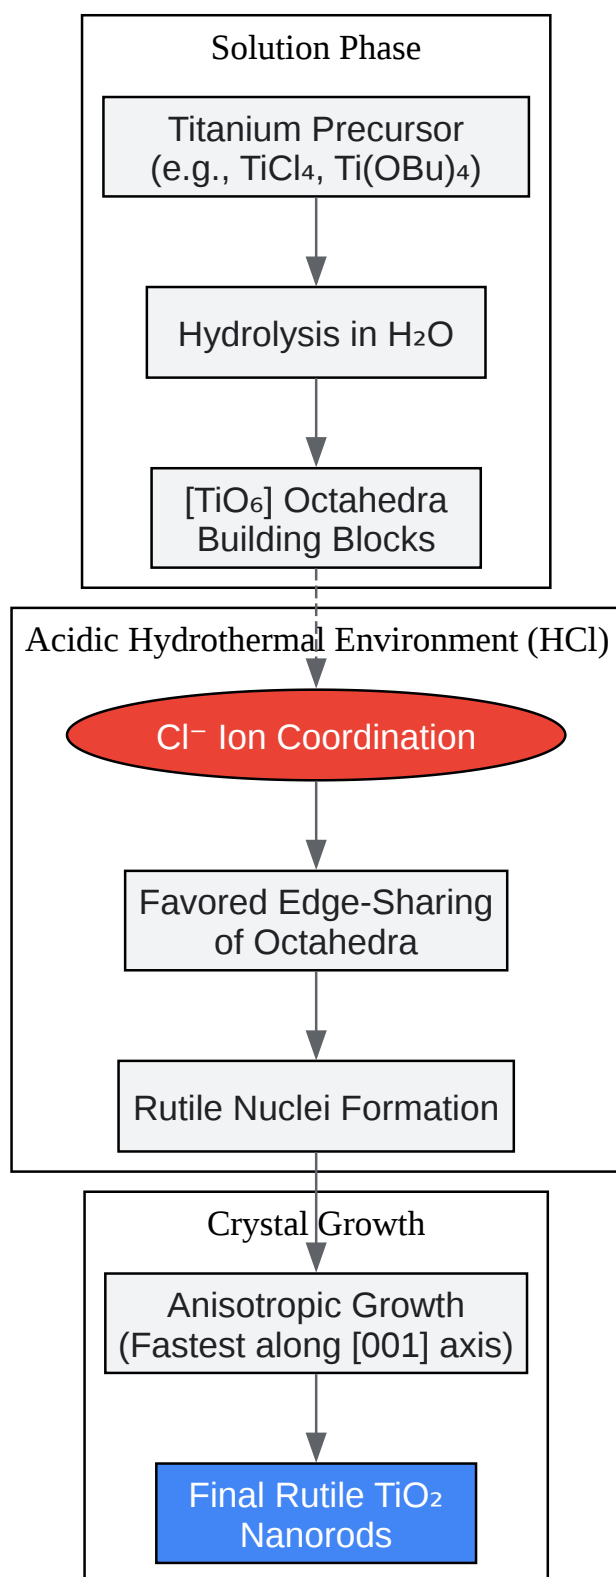 Solution Phase
Titanium Precursor
(e.g., TiCl₄, Ti(OBu)₄)
Hydrolysis in H₂O
[TiO₆] Octahedra
Building Blocks
Acidic Hydrothermal Environment (HCl)
Cl⁻ Ion Coordination
Favored Edge-Sharing
of Octahedra
Rutile Nuclei Formation
Crystal Growth
Anisotropic Growth
(Fastest along [001] axis)
Final Rutile TiO₂
Nanorods